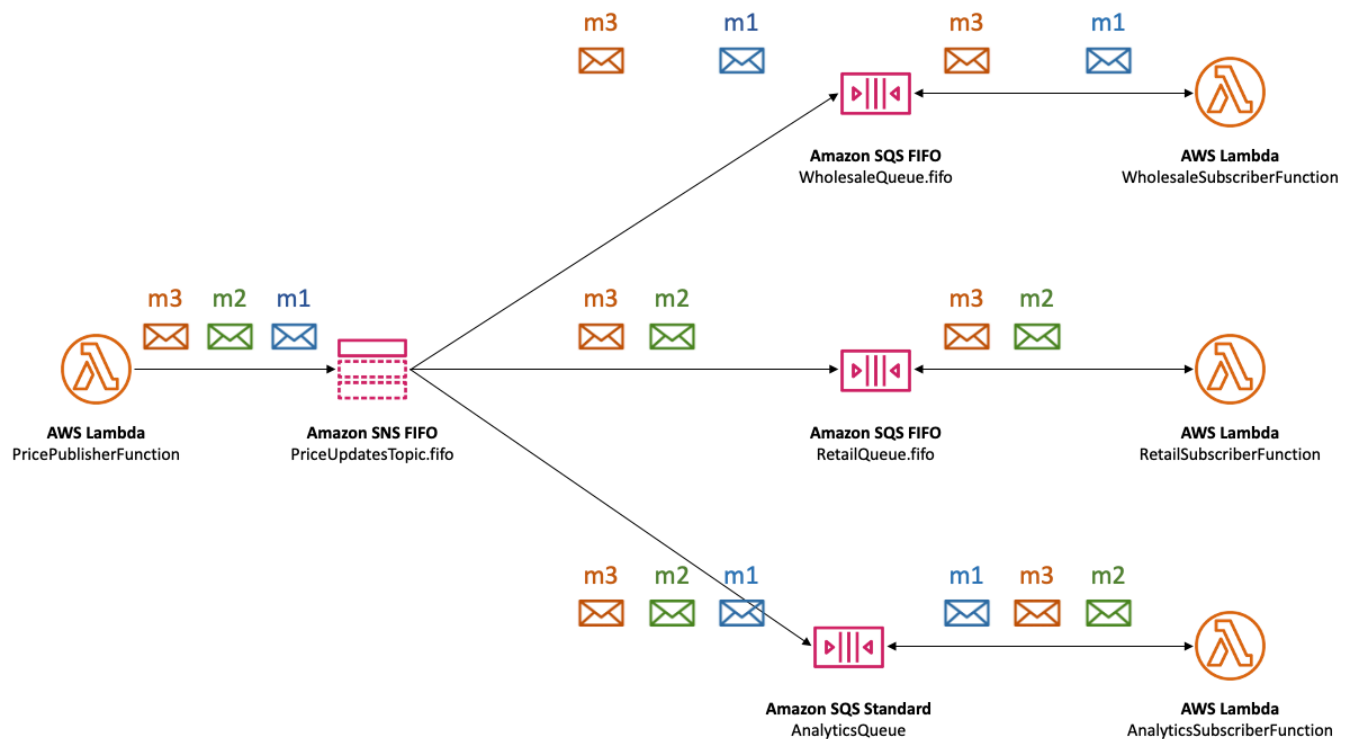 m3 m1 m3 m1
Amazon SQS FIFO
WholesaleQueue.fifo
AWS Lambda
WholesaleSubscriberFunction
m3 m2 m1 m3 m2 m3 m2
AWS Lambda
PricePublisherFunction
Amazon SNS FIFO
PriceUpdatesTopic.fifo
Amazon SQS FIFO
RetailQueue.fifo
AWS Lambda
RetailSubscriberFunction
m3 m2 m1 m1 m3 m2
Amazon SQS Standard
AnalyticsQueue
AWS Lambda
AnalyticsSubscriberFunction